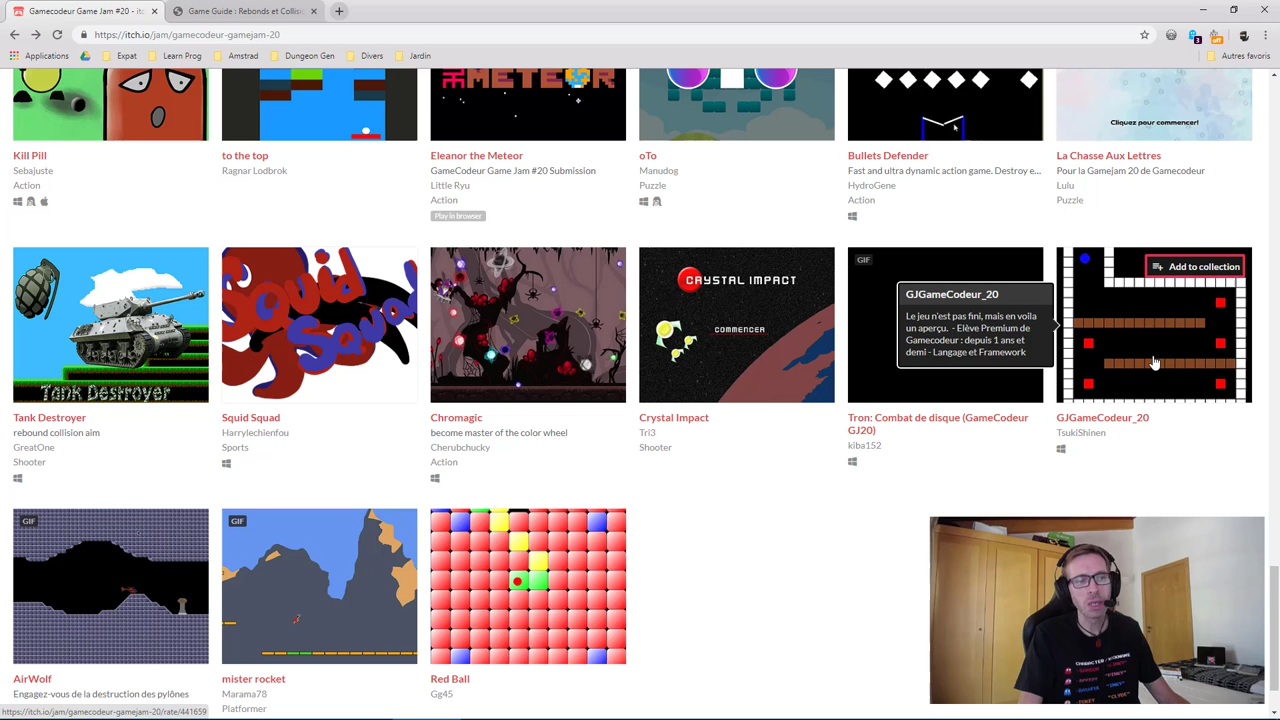 Gamecodeur Game Jam #20 - itc
Game Guide : Rebonds et Collisi
https://itch.io/jam/gamecodeur-gamejam-20
Applications
Expat
Learn Prog
Amstrad
Dungeon Gen
Divers
Jardin
Autres favoris
METEOR
Cliquez pour commencer!
Kill Pill
Sebajuste
Action
to the top
Ragnar Lodbrok
Eleanor the Meteor
GameCodeur Game Jam #20 Submission
Little Ryu
Action
Play in browser
oTo
Manudog
Puzzle
Bullets Defender
Fast and ultra dynamic action game. Destroy e...
HydroGene
Action
La Chasse Aux Lettres
Pour la Gamejam 20 de Gamecodeur
Lulu
Puzzle
TANK DESTROYER
Squid
Squad
CRYSTAL IMPACT
COMMENCER
GIF
GJGameCodeur_20
Le jeu n'est pas fini, mais en voila
un aperçu. - Elève Premium de
Gamecodeur : depuis 1 ans et
demi - Langage et Framework
Add to collection
Tank Destroyer
rebound collision aim
GreatOne
Shooter
Squid Squad
Harrylechienfou
Sports
Chromagic
become master of the color wheel
Cherubchucky
Action
Crystal Impact
Tri3
Shooter
Tron: Combat de disque (GameCodeur
GJ20)
kiba152
GJGameCodeur_20
TsukiShinen
GIF
GIF
AirWolf
Engagez-vous de la destruction des pylônes
mister rocket
Marama78
Platformer
Red Ball
Gg45
https://itch.io/jam/gamecodeur-gamejam-20/rate/441659